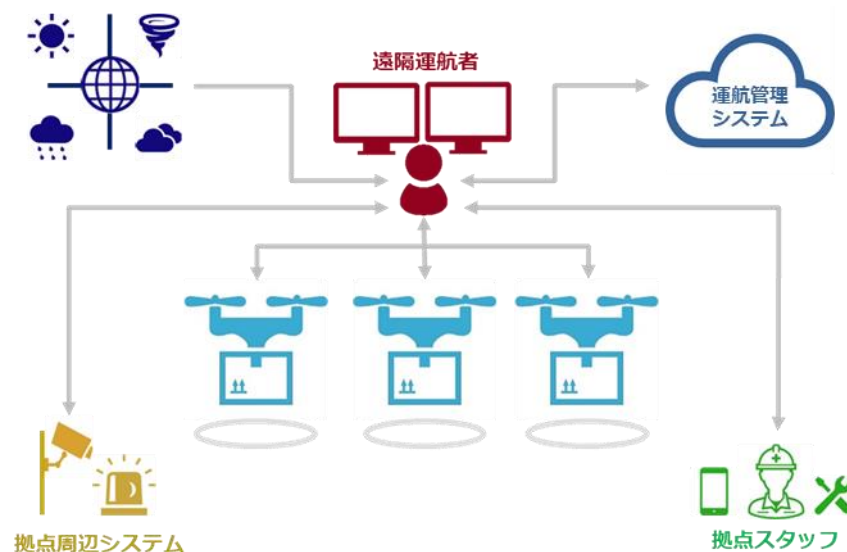 遠隔運航者
運航管理
システム
拠点周辺システム
拠点スタッフ